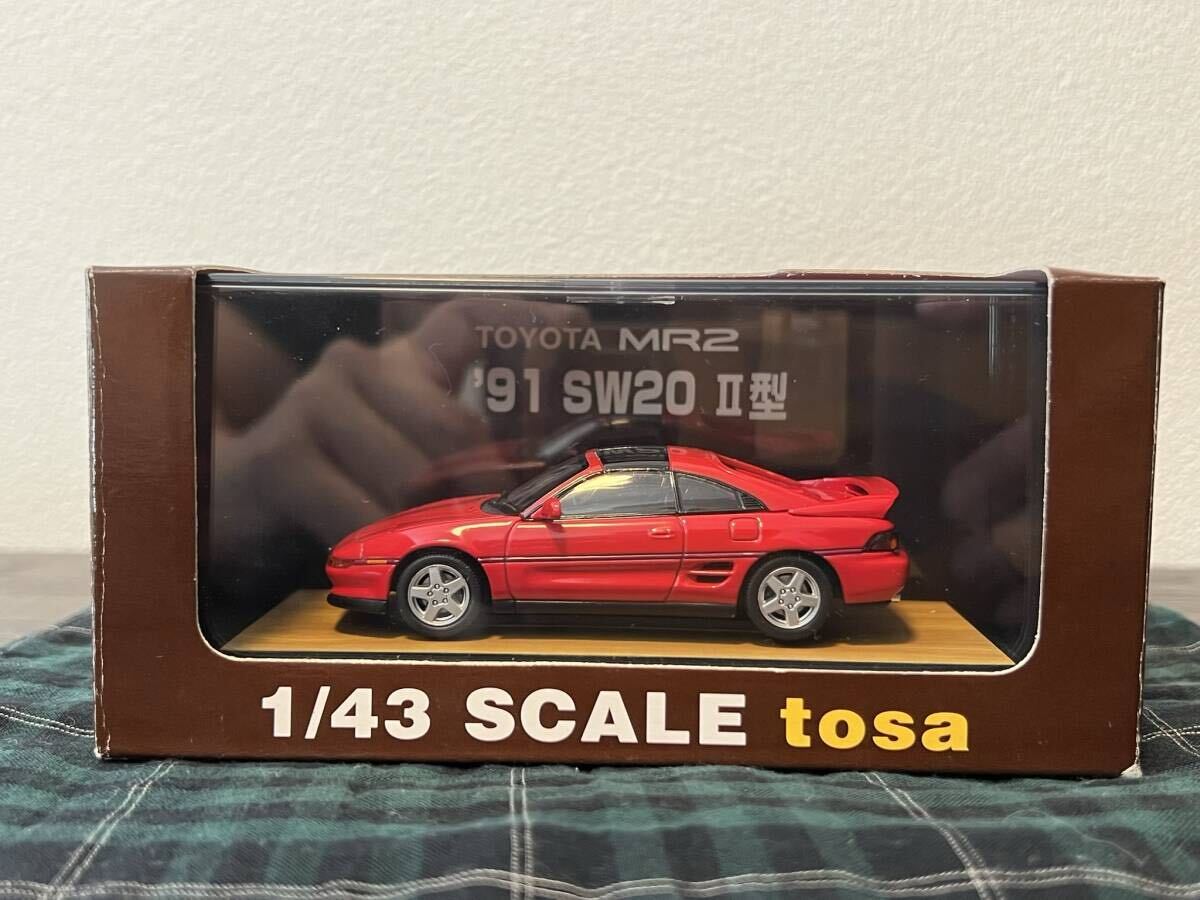 TOYOTA MR2
'91 SW20 Ⅱ型
1/43 SCALE tosa